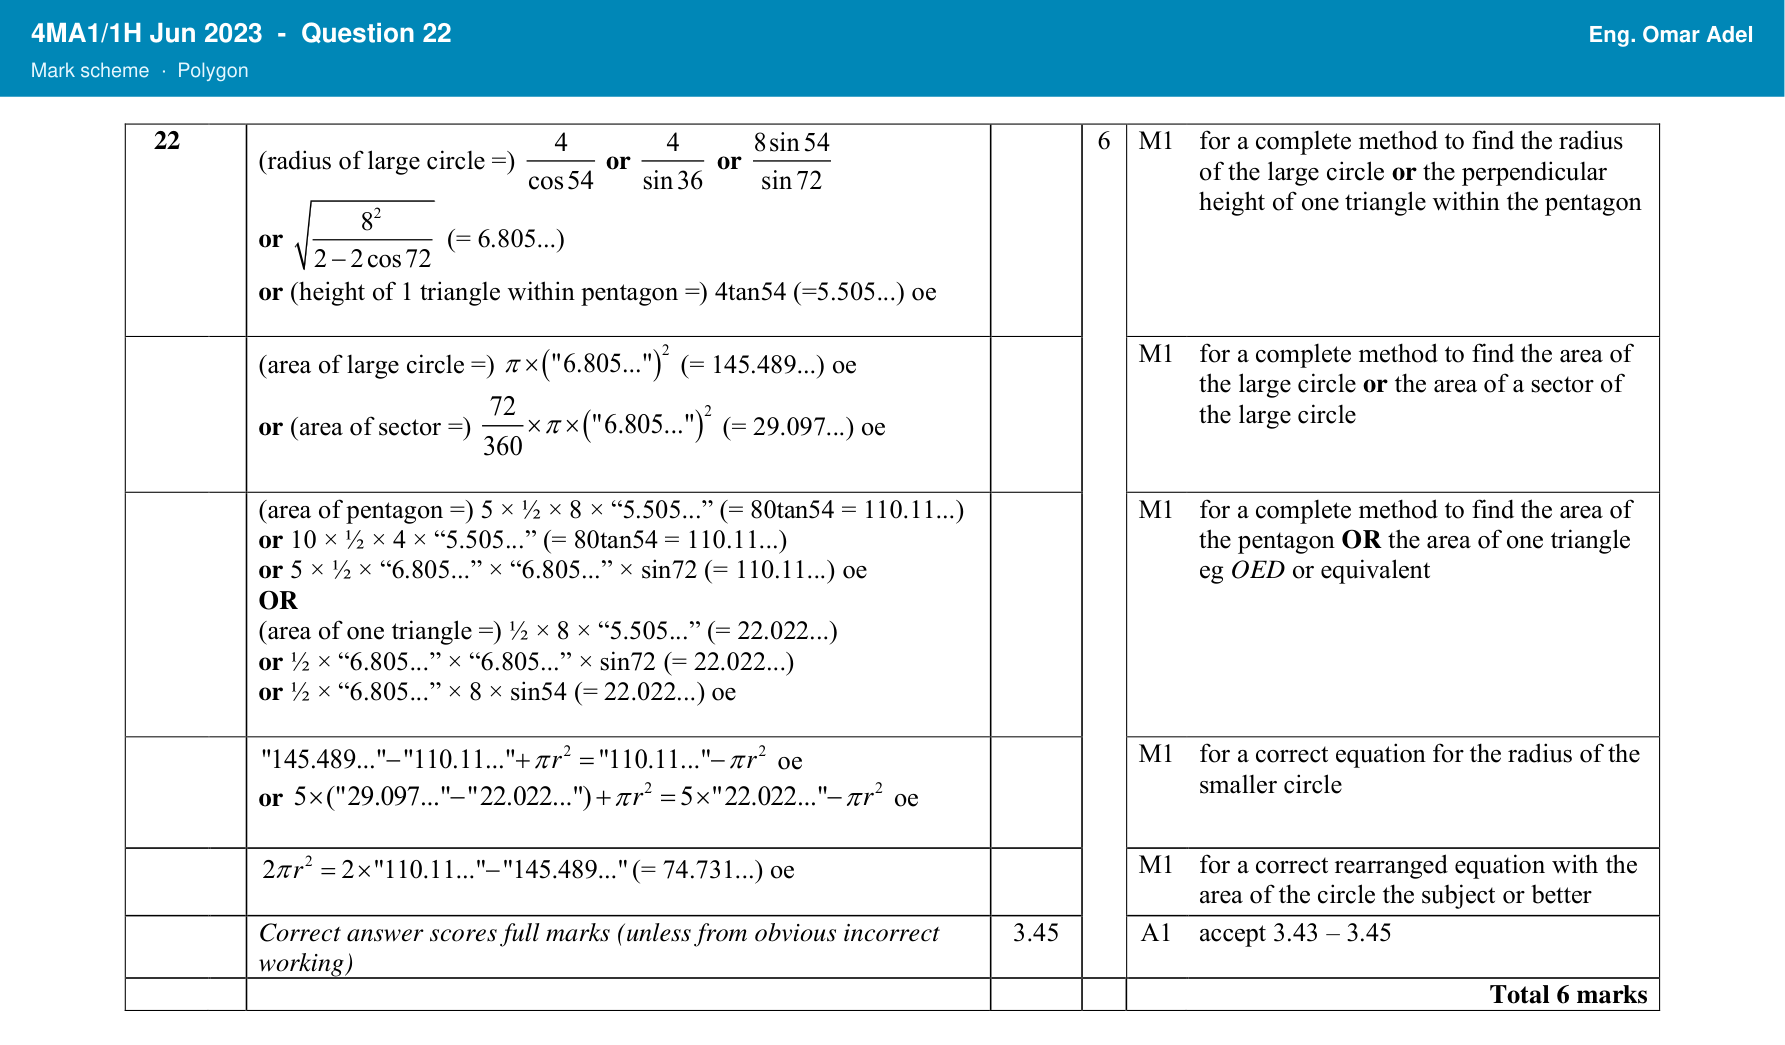 4MA1/1H Jun 2023 - Question 22
Eng. Omar Adel
Mark scheme · Polygon
22
(radius of large circle =) 4/cos 54 or 4/sin 36 or 8 sin 54/sin 72
or √(8²/(2 – 2 cos 72)) (= 6.805...)
or (height of 1 triangle within pentagon =) 4tan54 (=5.505...) oe
6
M1 for a complete method to find the radius
of the large circle or the perpendicular
height of one triangle within the pentagon
(area of large circle =) π × ("6.805...")² (= 145.489...) oe
or (area of sector =) 72/360 × π × ("6.805...")² (= 29.097...) oe
M1 for a complete method to find the area of
the large circle or the area of a sector of
the large circle
(area of pentagon =) 5 × ½ × 8 × “5.505...” (= 80tan54 = 110.11...)
or 10 × ½ × 4 × “5.505...” (= 80tan54 = 110.11...)
or 5 × ½ × “6.805...” × “6.805...” × sin72 (= 110.11...) oe
OR
(area of one triangle =) ½ × 8 × “5.505...” (= 22.022...)
or ½ × “6.805...” × “6.805...” × sin72 (= 22.022...)
or ½ × “6.805...” × 8 × sin54 (= 22.022...) oe
M1 for a complete method to find the area of
the pentagon OR the area of one triangle
eg OED or equivalent
"145.489..."–"110.11..."+ πr² = "110.11..."– πr² oe
or 5×("29.097..."–"22.022...") + πr² = 5×"22.022..."– πr² oe
M1 for a correct equation for the radius of the
smaller circle
2πr² = 2×"110.11..."–"145.489..." (= 74.731...) oe
M1 for a correct rearranged equation with the
area of the circle the subject or better
Correct answer scores full marks (unless from obvious incorrect
working)
3.45
A1 accept 3.43 – 3.45
Total 6 marks